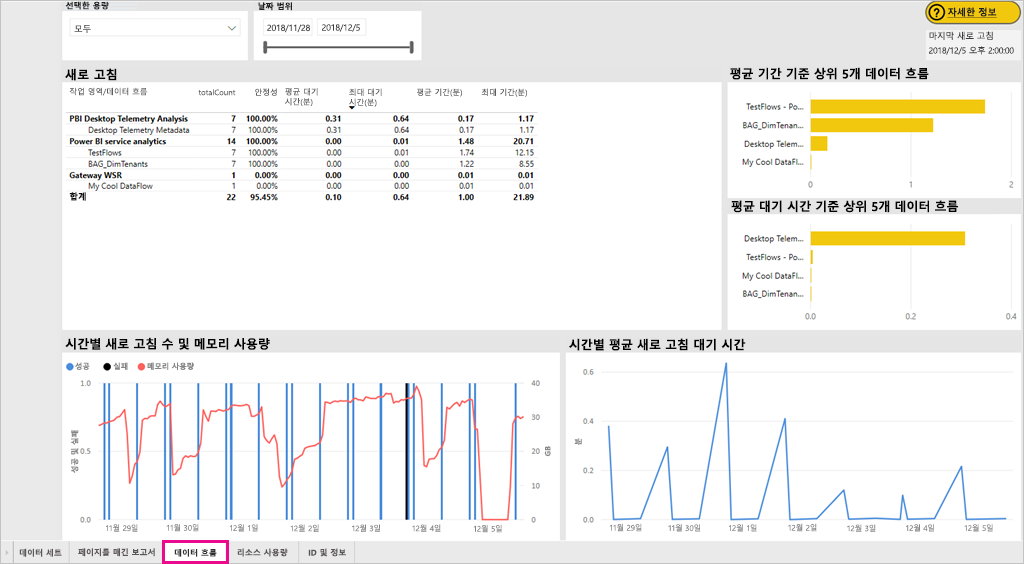 선택한 용량
모두
날짜 범위
2018/11/28 2018/12/5
? 자세한 정보
마지막 새로 고침
2018/12/5 오후 2:00:00
새로 고침
작업 영역/데이터 흐름 totalCount 안정성 평균 대기 시간(분) 최대 대기 시간(분) 평균 기간(분) 최대 기간(분)
PBI Desktop Telemetry Analysis 7 100.00% 0.31 0.64 0.17 1.17
Desktop Telemetry Metadata 7 100.00% 0.31 0.64 0.17 1.17
Power BI service analytics 14 100.00% 0.00 0.01 1.48 20.71
TestFlows 7 100.00% 0.00 0.01 1.74 12.15
BAG_DimTenants 7 100.00% 0.00 0.00 1.22 8.55
Gateway WSR 1 0.00% 0.00 0.00 0.01 0.01
My Cool DataFlow 1 0.00% 0.00 0.00 0.01 0.01
합계 22 95.45% 0.10 0.64 1.00 21.89
평균 기간 기준 상위 5개 데이터 흐름
TestFlows - Po...
BAG_DimTenan...
Desktop Telem...
My Cool DataFl...
0 1 2
평균 대기 시간 기준 상위 5개 데이터 흐름
Desktop Telem...
TestFlows - Po...
My Cool DataFl...
BAG_DimTenan...
0.0 0.2 0.4
시간별 새로 고침 수 및 메모리 사용량
성공 실패 메모리 사용량
성공 및 실패
1.0
0.5
0.0
40
30
20
10
0
GB
11월 29일 11월 30일 12월 1일 12월 2일 12월 3일 12월 4일 12월 5일
시간별 평균 새로 고침 대기 시간
분
0.6
0.4
0.2
0.0
11월 29일 11월 30일 12월 1일 12월 2일 12월 3일 12월 4일 12월 5일
데이터 세트 페이지를 매긴 보고서 데이터 흐름 리소스 사용량 ID 및 정보